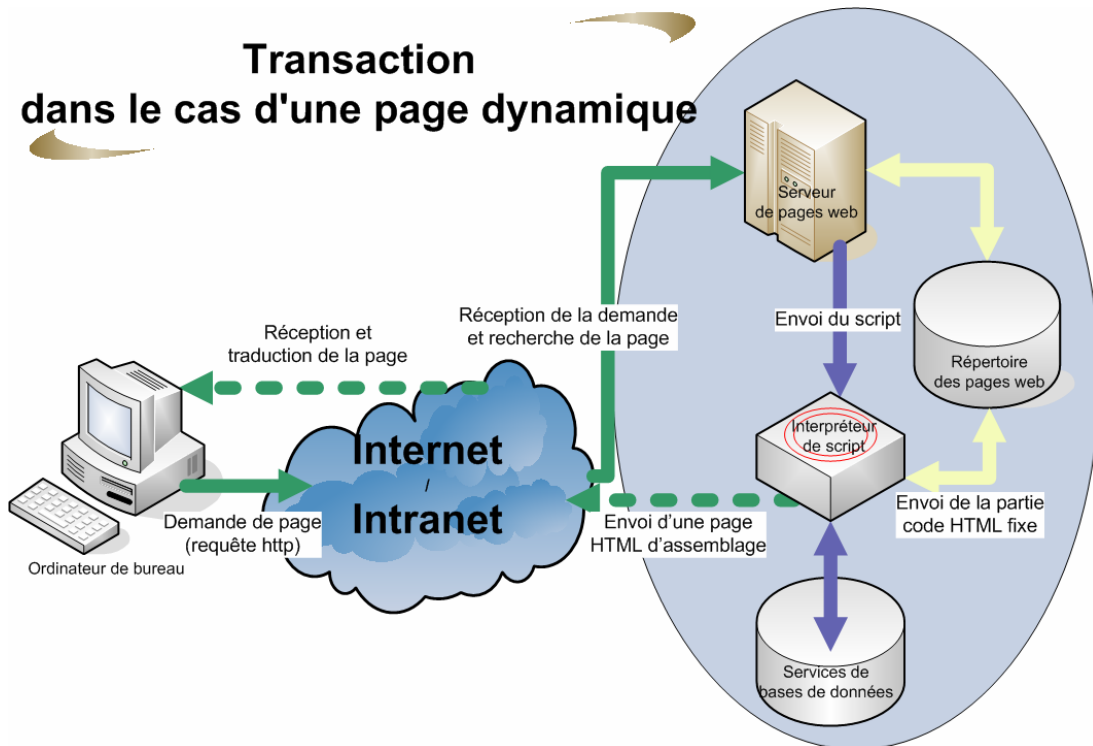 Transaction
dans le cas d'une page dynamique
Serveur
de pages web
Réception de la demande
et recherche de la page
Envoi du script
Réception et
traduction de la page
Répertoire
des pages web
Internet
/
Intranet
Interpréteur
de script
Demande de page
(requête http)
Envoi d'une page
HTML d'assemblage
Envoi de la partie
code HTML fixe
Ordinateur de bureau
Services de
bases de données